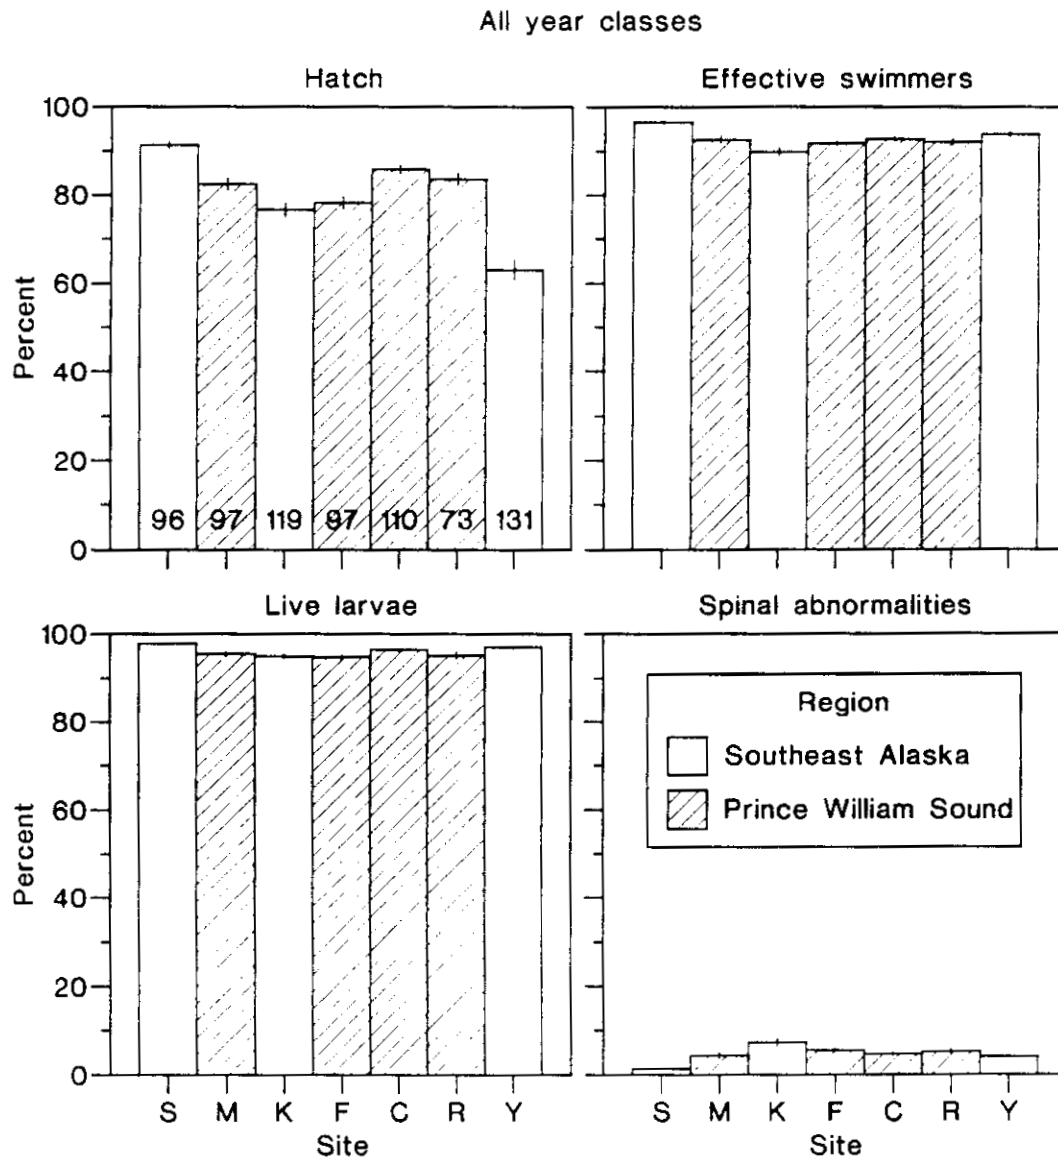 All year classes
Hatch
Effective swimmers
100
80
60
40
20
0
Percent
96 97 119 97 110 73 131
Live larvae
Spinal abnormalities
100
80
60
40
20
0
Percent
Region
Southeast Alaska
Prince William Sound
S M K F C R Y
S M K F C R Y
Site
Site